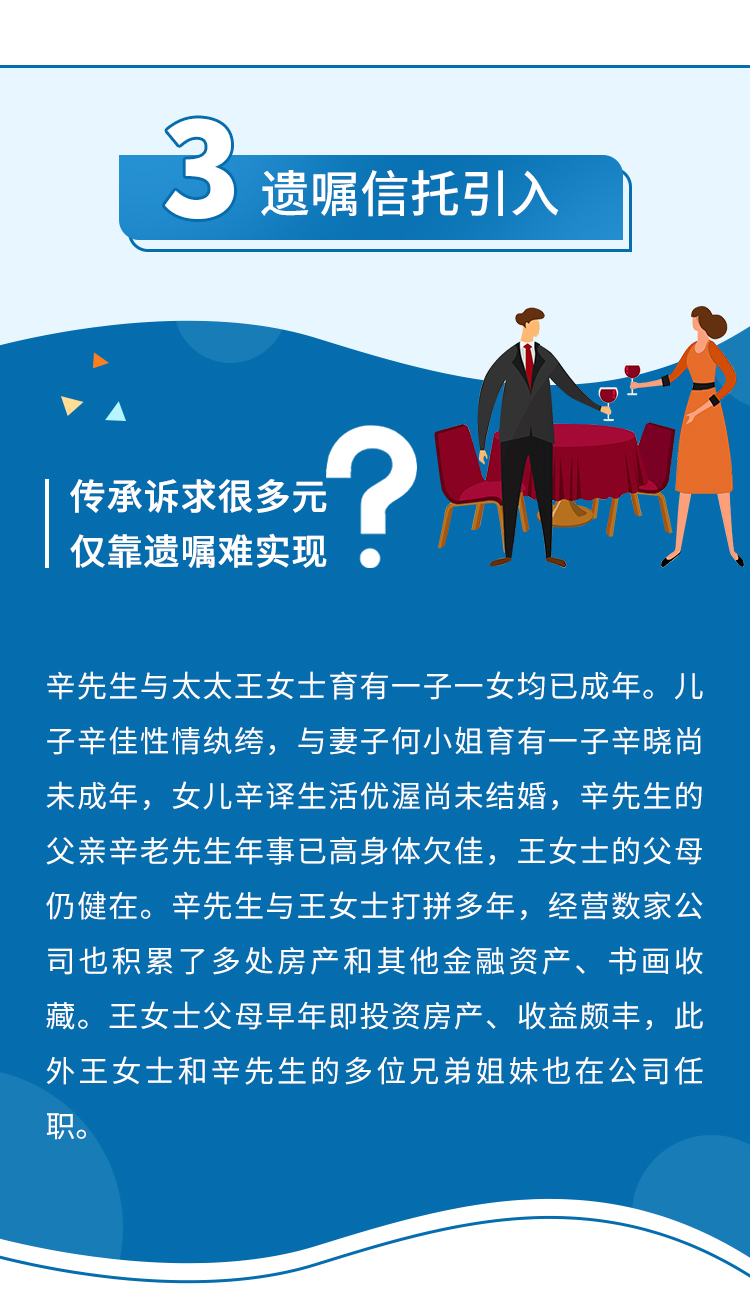 3 遗嘱信托引入
传承诉求很多元
仅靠遗嘱难实现
?
辛先生与太太王女士育有一子一女均已成年。儿
子辛佳性情纨绔，与妻子何小姐育有一子辛晓尚
未成年，女儿辛译生活优渥尚未结婚，辛先生的
父亲辛老先生年事已高身体欠佳，王女士的父母
仍健在。辛先生与王女士打拼多年，经营数家公
司也积累了多处房产和其他金融资产、书画收
藏。王女士父母早年即投资房产、收益颇丰，此
外王女士和辛先生的多位兄弟姐妹也在公司任
职。